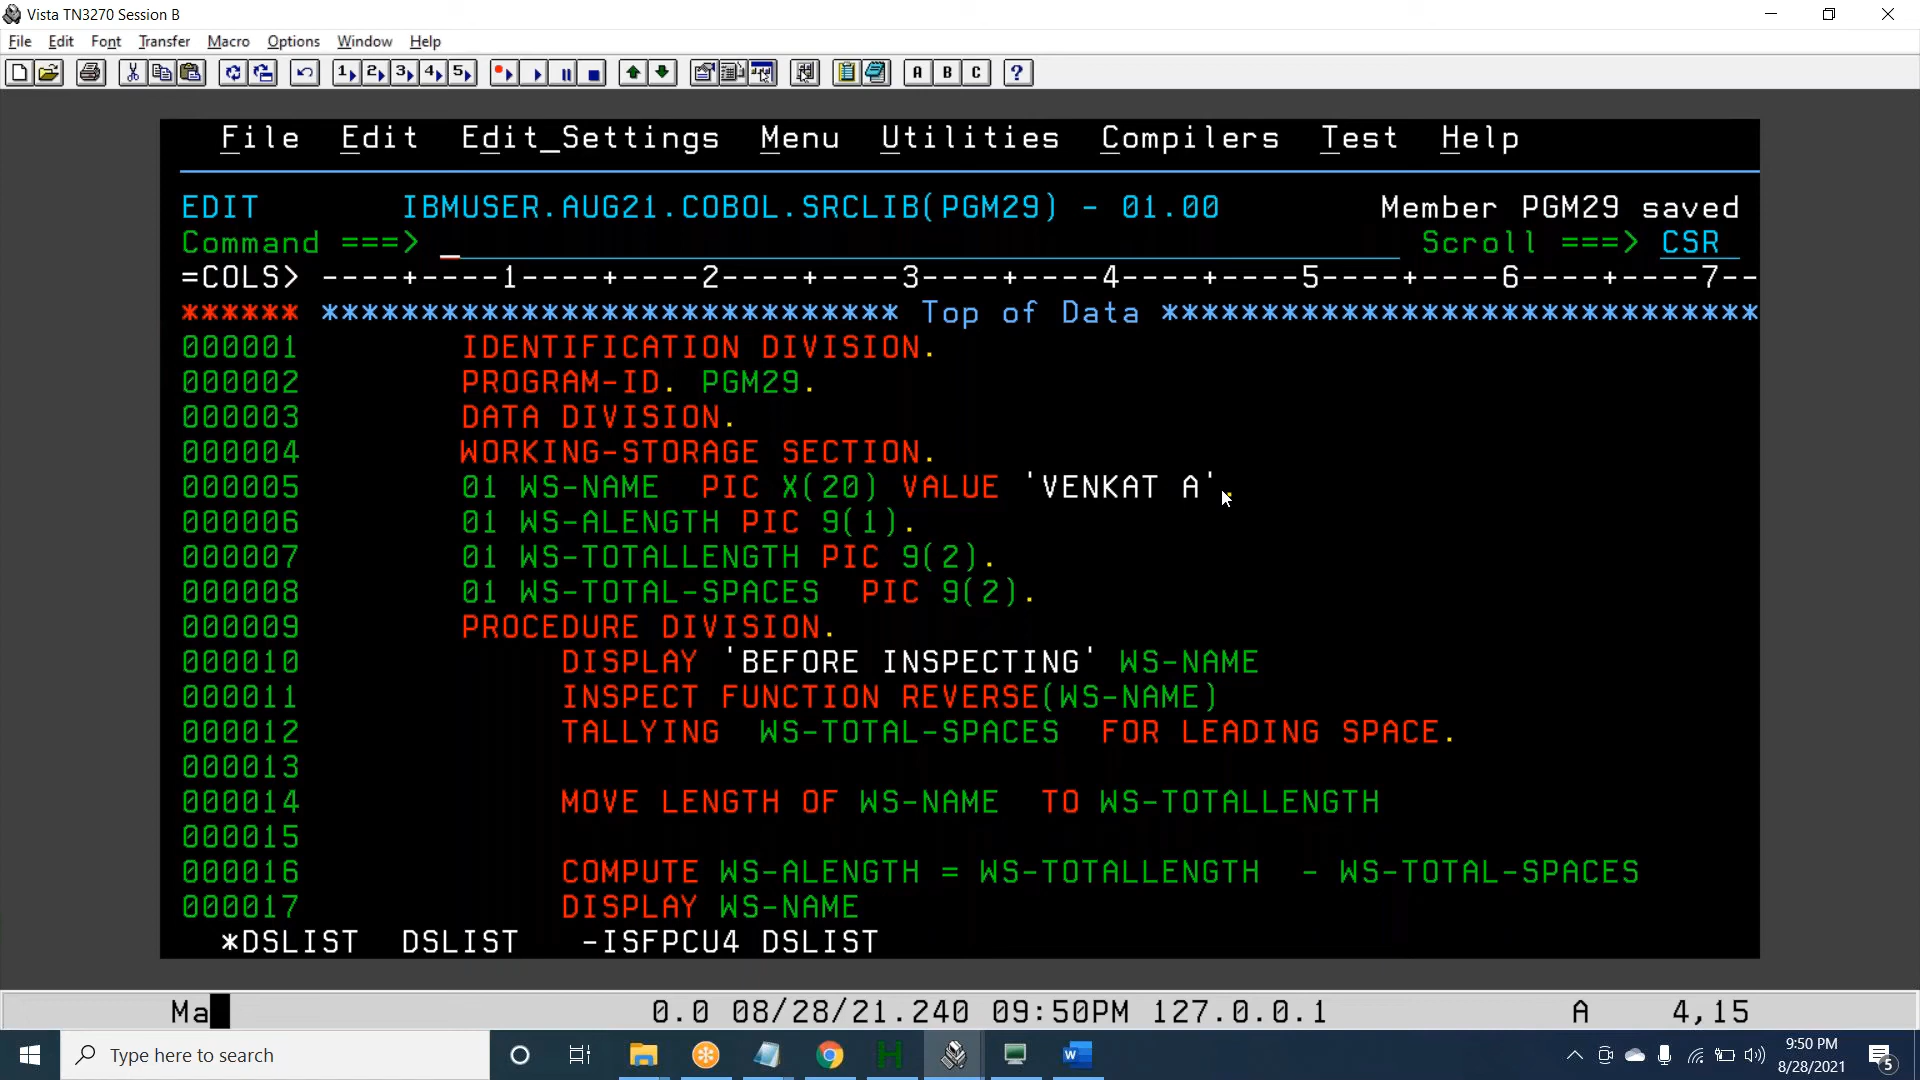 Vista TN3270 Session B
File Edit Font Transfer Macro Options Window Help
1 2 3 4 5 A B C ?
File Edit Edit_Settings Menu Utilities Compilers Test Help
EDIT IBMUSER.AUG21.COBOL.SRCLIB(PGM29) - 01.00 Member PGM29 saved
Command ===> _ Scroll ===> CSR
=COLS> ----+----1----+----2----+----3----+----4----+----5----+----6----+----7--
****** ***************************** Top of Data ******************************
000001 IDENTIFICATION DIVISION.
000002 PROGRAM-ID. PGM29.
000003 DATA DIVISION.
000004 WORKING-STORAGE SECTION.
000005 01 WS-NAME PIC X(20) VALUE 'VENKAT A'.
000006 01 WS-ALENGTH PIC 9(1).
000007 01 WS-TOTALLENGTH PIC 9(2).
000008 01 WS-TOTAL-SPACES PIC 9(2).
000009 PROCEDURE DIVISION.
000010 DISPLAY 'BEFORE INSPECTING' WS-NAME
000011 INSPECT FUNCTION REVERSE(WS-NAME)
000012 TALLYING WS-TOTAL-SPACES FOR LEADING SPACE.
000013
000014 MOVE LENGTH OF WS-NAME TO WS-TOTALLENGTH
000015
000016 COMPUTE WS-ALENGTH = WS-TOTALLENGTH - WS-TOTAL-SPACES
000017 DISPLAY WS-NAME
*DSLIST DSLIST -ISFPCU4 DSLIST
Ma 0.0 08/28/21.240 09:50PM 127.0.0.1 A 4,15
Type here to search
9:50 PM
8/28/2021
5